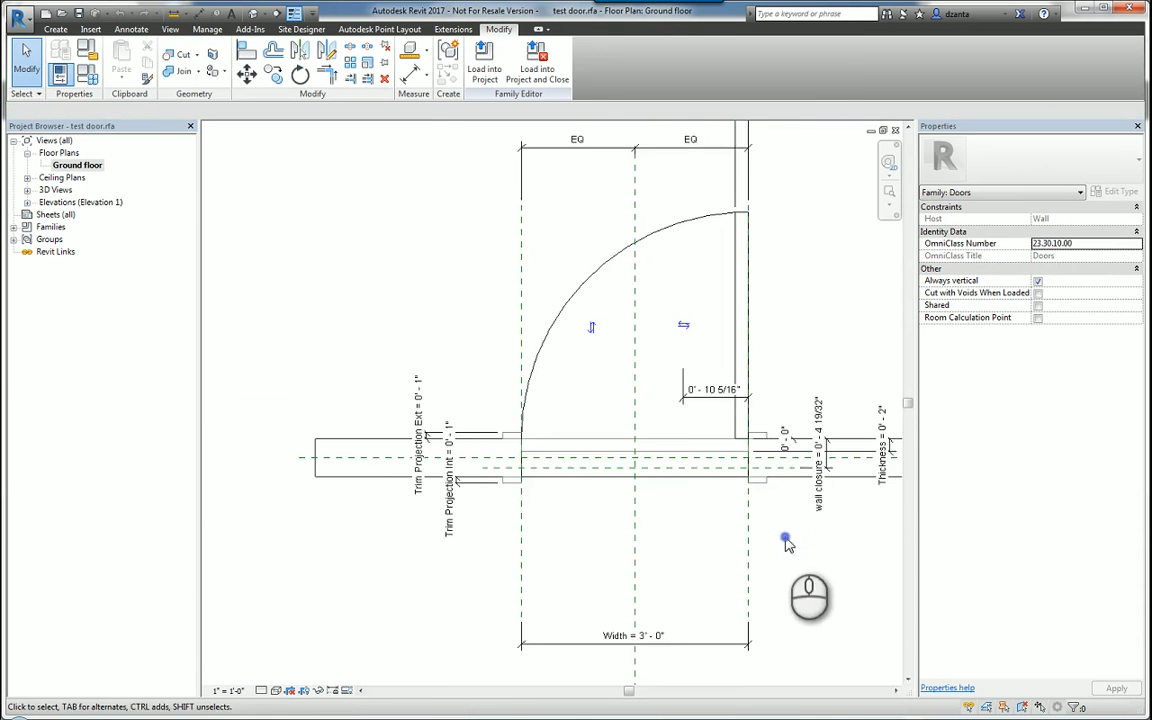 Autodesk Revit 2017 - Not For Resale Version - test door.rfa - Floor Plan: Ground floor
Type a keyword or phrase
dzanta
Create Insert Annotate View Manage Add-Ins Site Designer Autodesk Point Layout Extensions Modify
Modify
Paste
Cut
Join
Load into
Project
Load into
Project and Close
Select
Properties
Clipboard
Geometry
Modify
Measure
Create
Family Editor
Project Browser - test door.rfa
Views (all)
Floor Plans
Ground floor
Ceiling Plans
3D Views
Elevations (Elevation 1)
Sheets (all)
Families
Groups
Revit Links
EQ EQ
0' - 10 5/16"
Trim Projection Ext = 0' - 1"
Trim Projection Int = 0' - 1"
0' - 0"
wall closure = 0' - 4 19/32"
Thickness = 0' - 2"
Width = 3' - 0"
2D
Properties
Family: Doors
Edit Type
Constraints
Host Wall
Identity Data
OmniClass Number 23.30.10.00
OmniClass Title Doors
Other
Always vertical
Cut with Voids When Loaded
Shared
Room Calculation Point
Properties help
Apply
1" = 1'-0"
Click to select, TAB for alternates, CTRL adds, SHIFT unselects.
:0